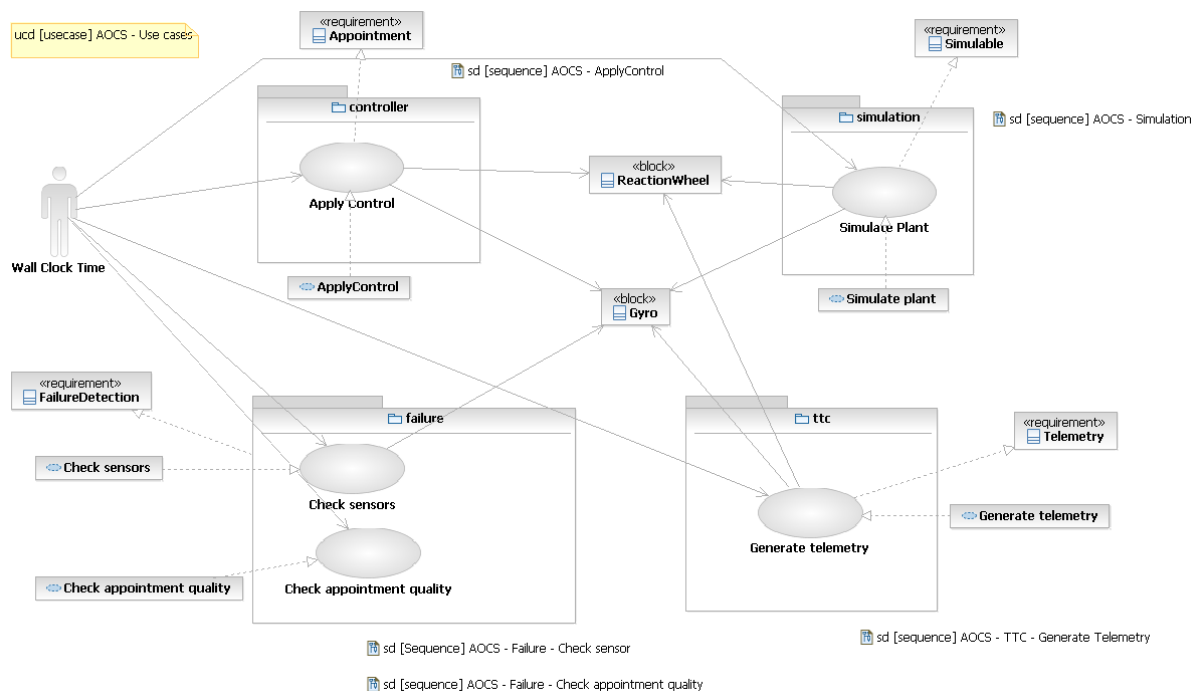 ucd [usecase] AOCS - Use cases
«requirement»
Appointment
«requirement»
Simulable
sd [sequence] AOCS - ApplyControl
controller
simulation
sd [sequence] AOCS - Simulation
«block»
ReactionWheel
Apply Control
Simulate Plant
Wall Clock Time
ApplyControl
«block»
Gyro
Simulate plant
«requirement»
FailureDetection
failure
ttc
«requirement»
Telemetry
Check sensors
Check sensors
Generate telemetry
Generate telemetry
Check appointment quality
Check appointment quality
sd [Sequence] AOCS - Failure - Check sensor
sd [sequence] AOCS - TTC - Generate Telemetry
sd [sequence] AOCS - Failure - Check appointment quality